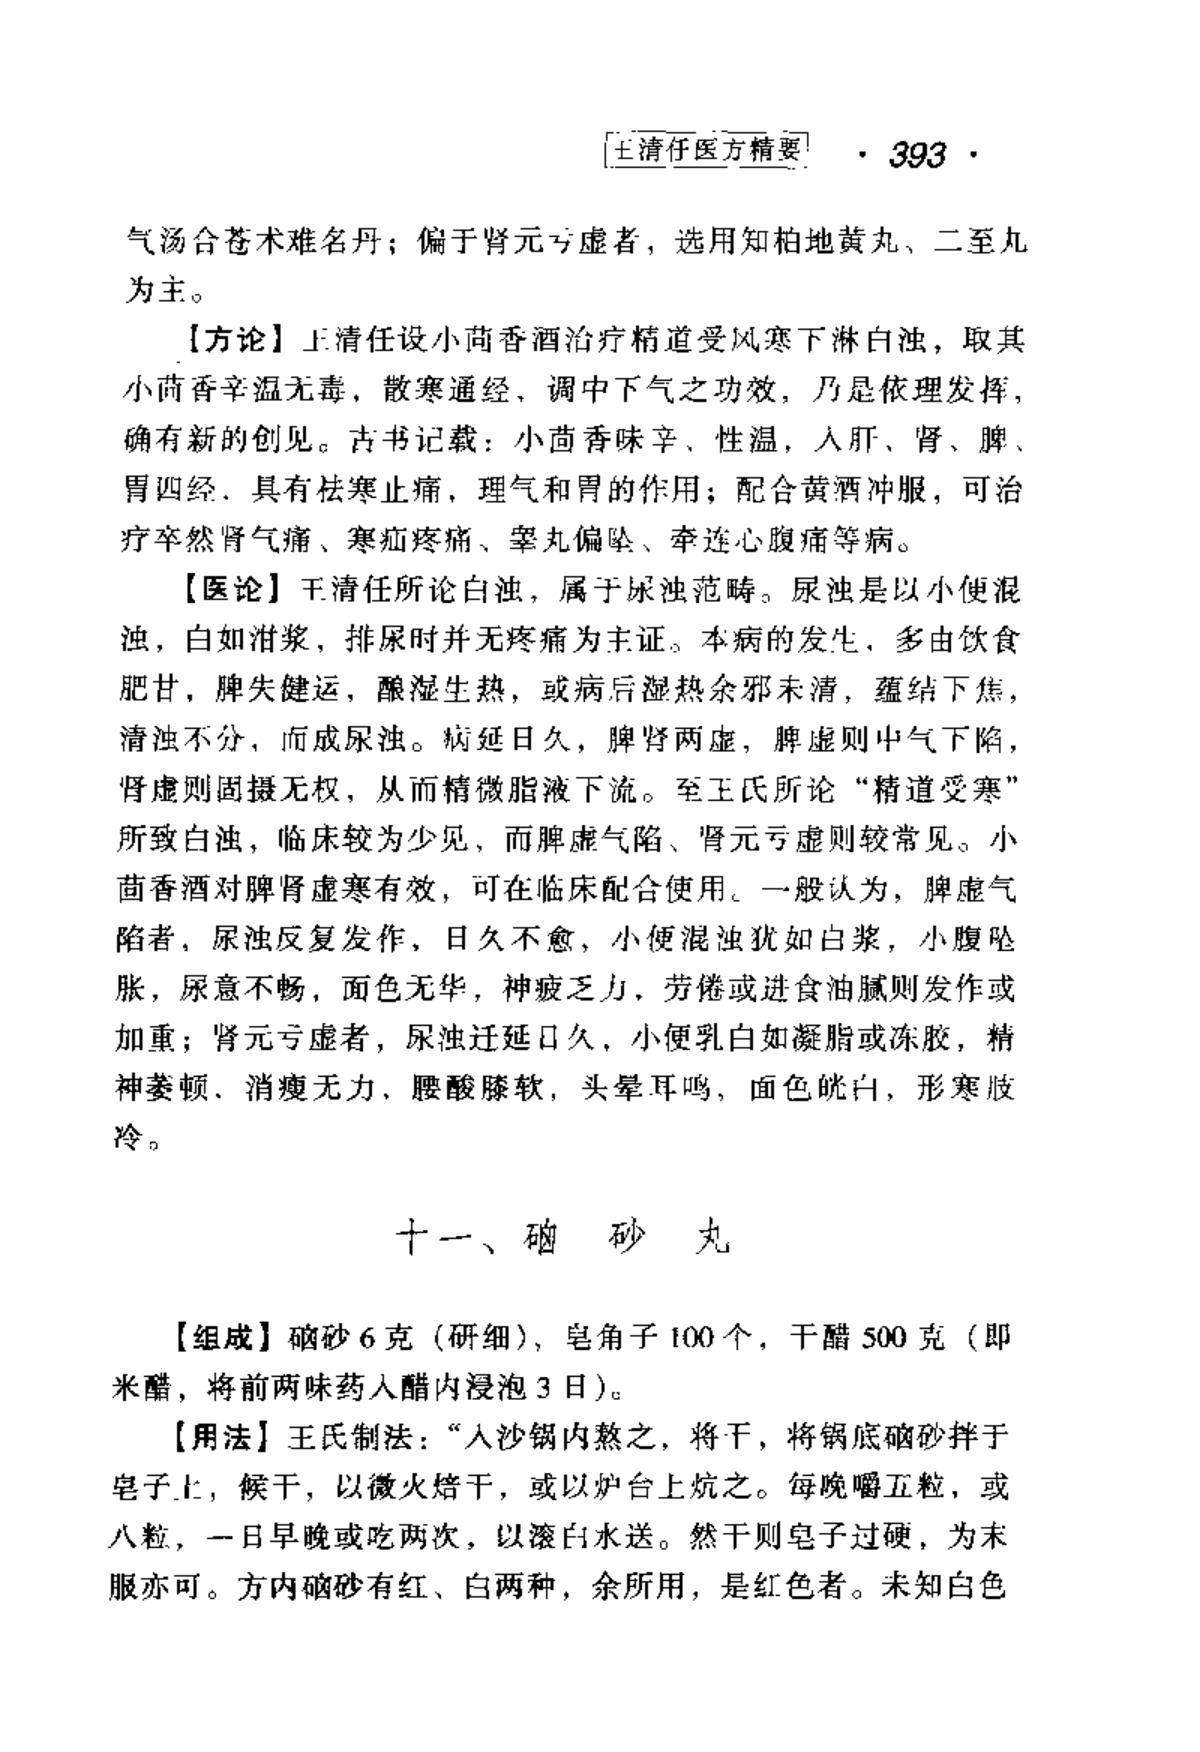 王清任医方精要 · 393 ·
气汤合苍术难名丹；偏于肾元亏虚者，选用知柏地黄丸、二至丸
为主。
【方论】王清任设小茴香酒治疗精道受风寒下淋白浊，取其
小茴香辛温无毒，散寒通经、调中下气之功效，乃是依理发挥，
确有新的创见。古书记载：小茴香味辛、性温，入肝、肾、脾、
胃四经．具有祛寒止痛，理气和胃的作用；配合黄酒冲服，可治
疗卒然肾气痛、寒疝疼痛、睾丸偏坠、牵连心腹痛等病。
【医论】王清任所论白浊，属于尿浊范畴。尿浊是以小便混
浊，白如泔浆，排尿时并无疼痛为主证。本病的发生，多由饮食
肥甘，脾失健运，酿湿生热，或病后湿热余邪未清，蕴结下焦，
清浊不分，而成尿浊。病延日久，脾肾两虚，脾虚则中气下陷，
肾虚则固摄无权，从而精微脂液下流。至王氏所论“精道受寒”
所致白浊，临床较为少见，而脾虚气陷、肾元亏虚则较常见。小
茴香酒对脾肾虚寒有效，可在临床配合使用。一般认为，脾虚气
陷者，尿浊反复发作，日久不愈，小便混浊犹如白浆，小腹坠
胀，尿意不畅，面色无华，神疲乏力，劳倦或进食油腻则发作或
加重；肾元亏虚者，尿浊迁延日久，小便乳白如凝脂或冻胶，精
神萎顿、消瘦无力，腰酸膝软，头晕耳鸣，面色㿠白，形寒肢
冷。
十一、硇 砂 丸
【组成】硇砂 6 克（研细），皂角子 100 个，干醋 500 克（即
米醋，将前两味药入醋内浸泡 3 日）。
【用法】王氏制法：“入沙锅内熬之，将干，将锅底硇砂拌于
皂子上，候干，以微火焙干，或以炉台上炕之。每晚嚼五粒，或
八粒，一日早晚或吃两次，以滚白水送。然干则皂子过硬，为末
服亦可。方内硇砂有红、白两种，余所用，是红色者。未知白色